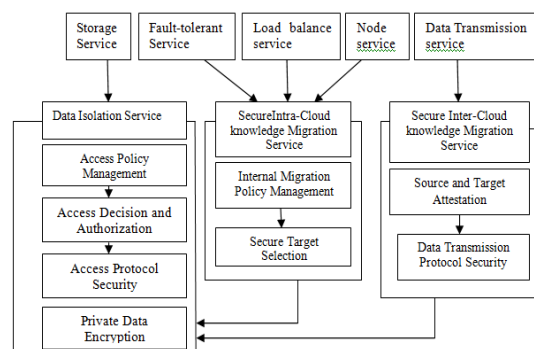 Storage
Service
Fault-tolerant
Service
Load balance
service
Node
service
Data Transmission
service
Data Isolation Service
SecureIntra-Cloud
knowledge Migration
Service
Secure Inter-Cloud
knowledge Migration
Service
Access Policy
Management
Internal Migration
Policy Management
Source and Target
Attestation
Access Decision and
Authorization
Secure Target
Selection
Data Transmission
Protocol Security
Access Protocol
Security
Private Data
Encryption